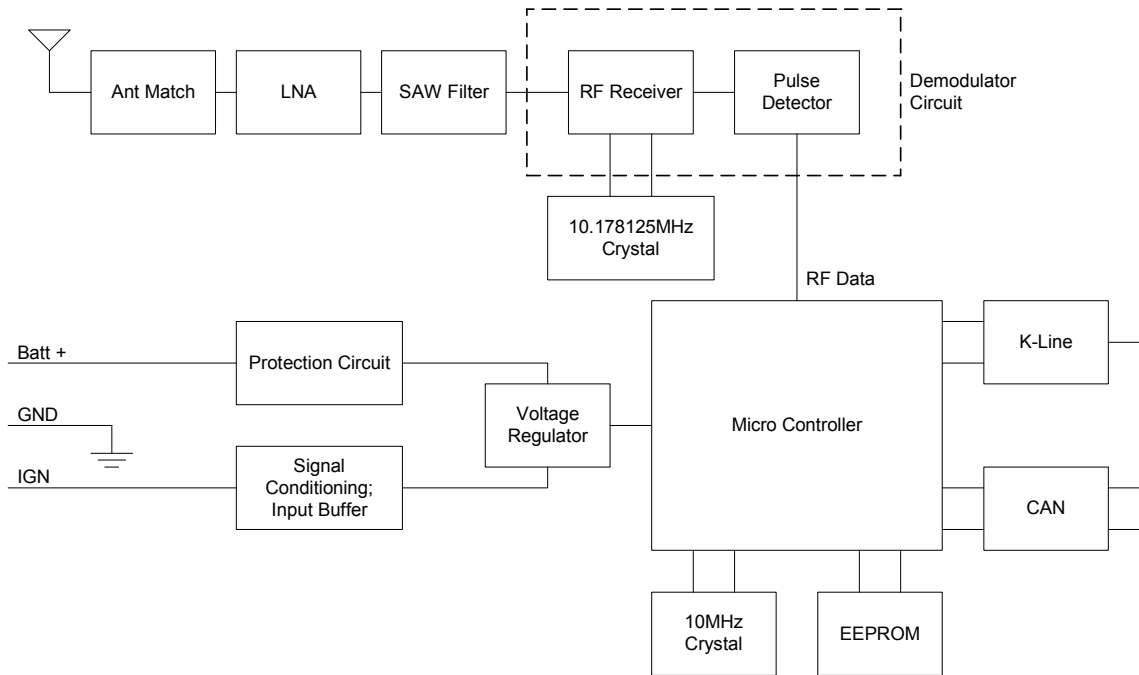 Ant Match
LNA
SAW Filter
RF Receiver
Pulse
Detector
Demodulator
Circuit
10.178125MHz
Crystal
RF Data
Batt +
Protection Circuit
GND
Voltage
Regulator
IGN
Signal
Conditioning;
Input Buffer
Micro Controller
K-Line
CAN
10MHz
Crystal
EEPROM